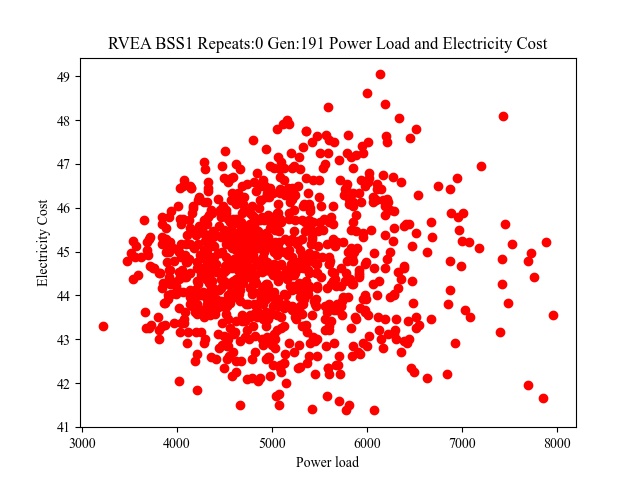 RVEA BSS1 Repeats:0 Gen:191 Power Load and Electricity Cost
49
48
47
46
45
44
43
42
41
Electricity Cost
3000 4000 5000 6000 7000 8000
Power load